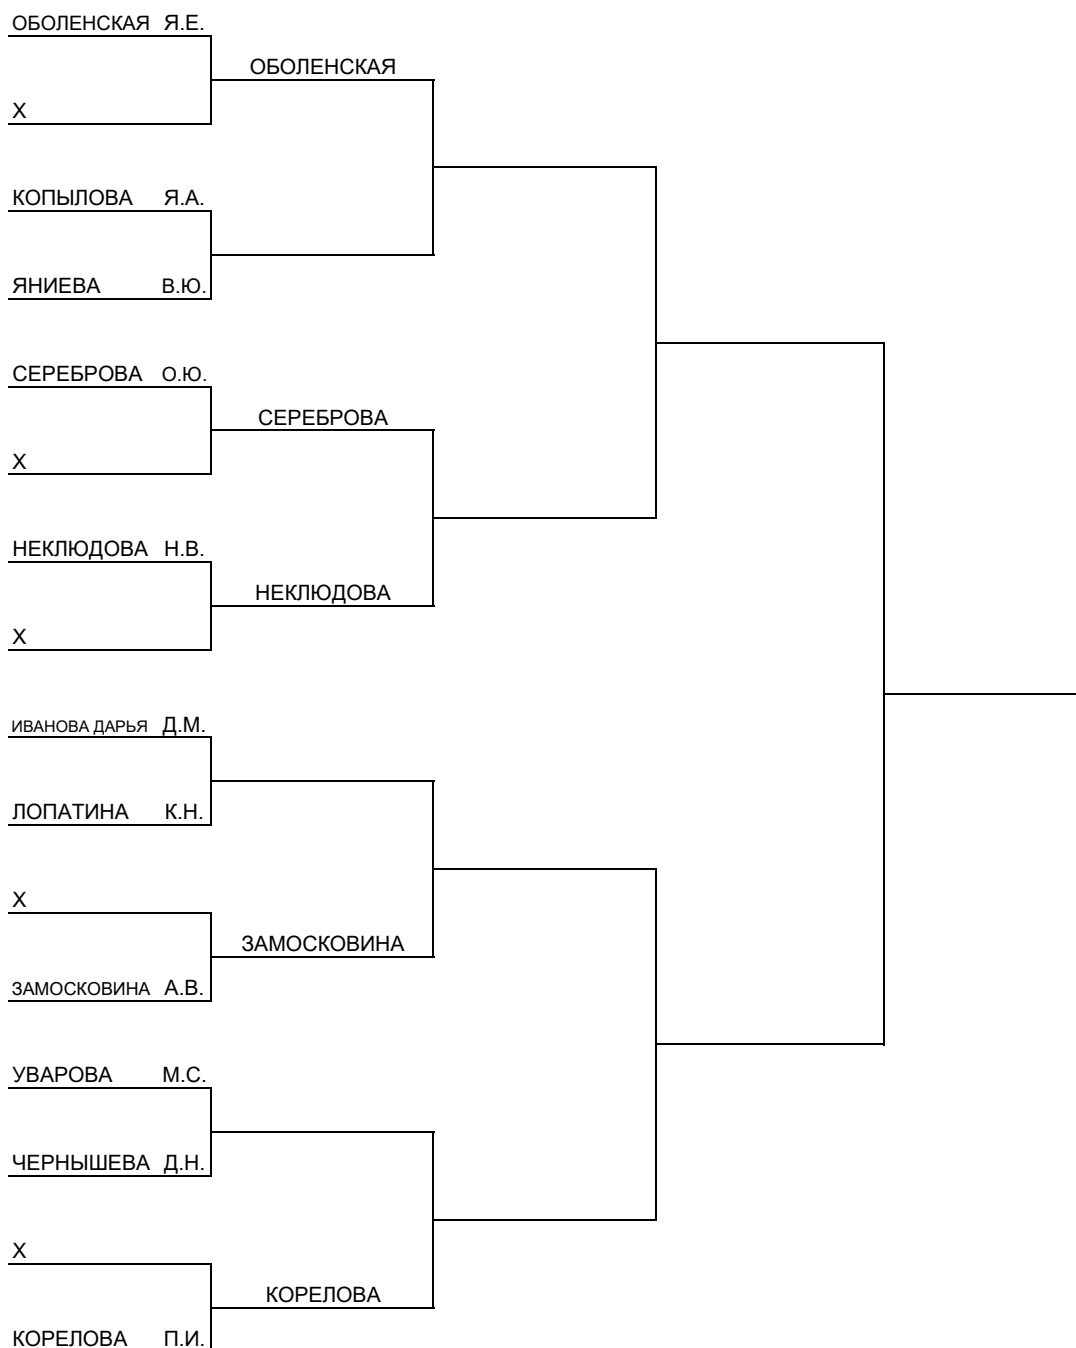 ОБОЛЕНСКАЯ Я.Е.
ОБОЛЕНСКАЯ
X
КОПЫЛОВА Я.А.
ЯНИЕВА В.Ю.
СЕРЕБРОВА О.Ю.
СЕРЕБРОВА
X
НЕКЛЮДОВА Н.В.
НЕКЛЮДОВА
X
ИВАНОВА ДАРЬЯ Д.М.
ЛОПАТИНА К.Н.
X
ЗАМОСКОВИНА
ЗАМОСКОВИНА А.В.
УВАРОВА М.С.
ЧЕРНЫШЕВА Д.Н.
X
КОРЕЛОВА
КОРЕЛОВА П.И.